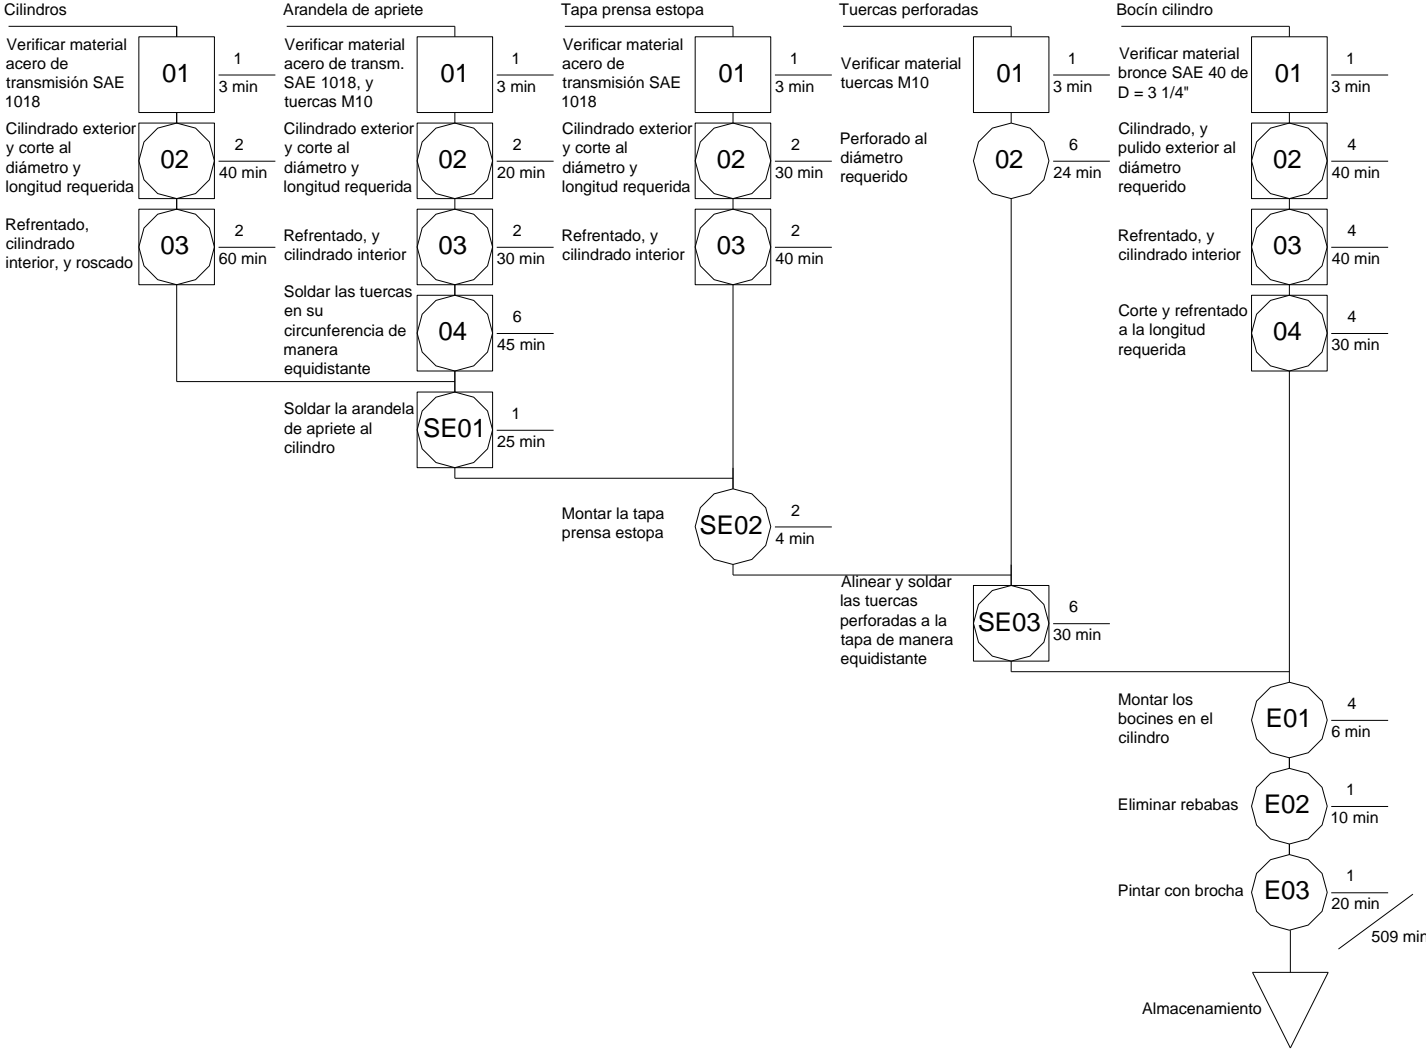 Cilindros
Verificar material
acero de
transmisión SAE
1018
01
1
3 min
Cilindrado exterior
y corte al
diámetro y
longitud requerida
02
2
40 min
Refrentado,
cilindrado
interior, y roscado
03
2
60 min
Arandela de apriete
Verificar material
acero de transm.
SAE 1018, y
tuercas M10
01
1
3 min
Cilindrado exterior
y corte al
diámetro y
longitud requerida
02
2
20 min
Refrentado, y
cilindrado interior
03
2
30 min
Soldar las tuercas
en su
circunferencia de
manera
equidistante
04
6
45 min
Soldar la arandela
de apriete al
cilindro
SE01
1
25 min
Tapa prensa estopa
Verificar material
acero de
transmisión SAE
1018
01
1
3 min
Cilindrado exterior
y corte al
diámetro y
longitud requerida
02
2
30 min
Refrentado, y
cilindrado interior
03
2
40 min
Montar la tapa
prensa estopa
SE02
2
4 min
Tuercas perforadas
Verificar material
tuercas M10
01
1
3 min
Perforado al
diámetro
requerido
02
6
24 min
Alinear y soldar
las tuercas
perforadas a la
tapa de manera
equidistante
SE03
6
30 min
Bocín cilindro
Verificar material
bronce SAE 40 de
D = 3 1/4"
01
1
3 min
Cilindrado, y
pulido exterior al
diámetro
requerido
02
4
40 min
Refrentado, y
cilindrado interior
03
4
40 min
Corte y refrentado
a la longitud
requerida
04
4
30 min
Montar los
bocines en el
cilindro
E01
4
6 min
Eliminar rebabas
E02
1
10 min
Pintar con brocha
E03
1
20 min
509 min
Almacenamiento